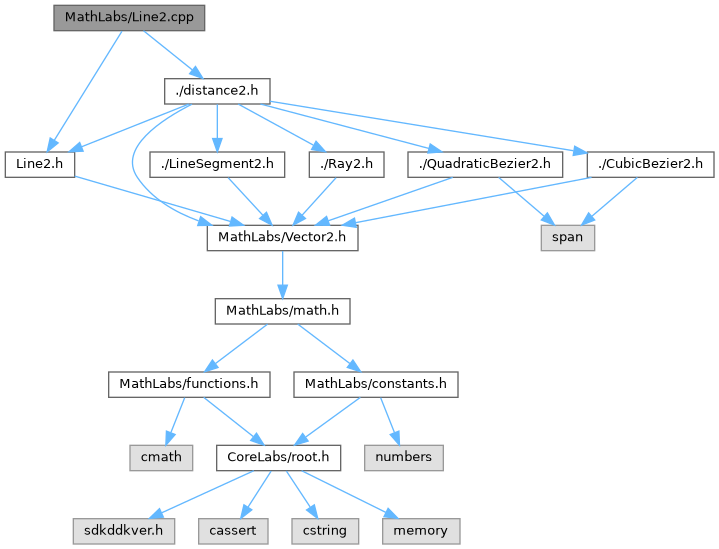 MathLabs/Line2.cpp
./distance2.h
Line2.h
./LineSegment2.h
./Ray2.h
./QuadraticBezier2.h
./CubicBezier2.h
MathLabs/Vector2.h
span
MathLabs/math.h
MathLabs/functions.h
MathLabs/constants.h
cmath
CoreLabs/root.h
numbers
sdkddkver.h
cassert
cstring
memory